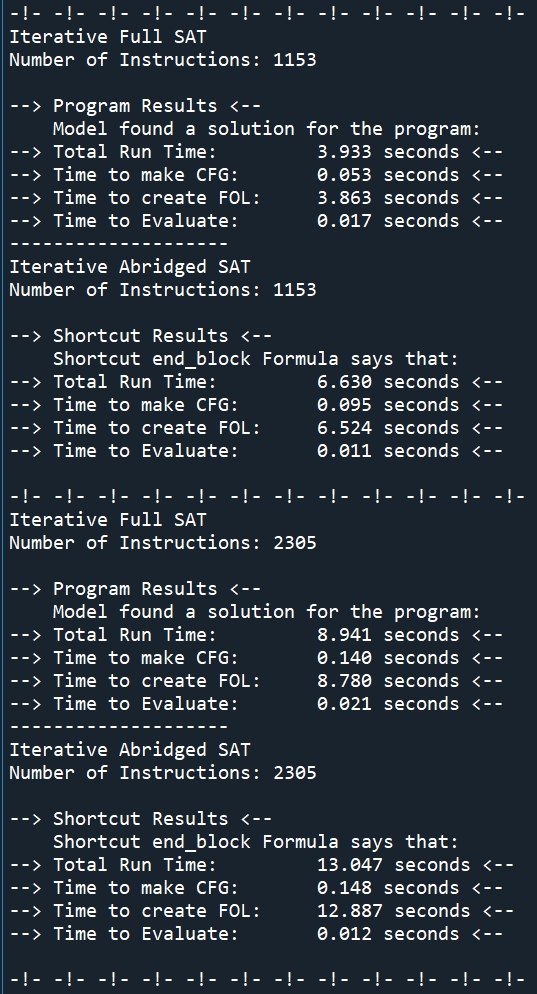 -!- -!- -!- -!- -!- -!- -!- -!- -!- -!- -!- -!-
Iterative Full SAT
Number of Instructions: 1153
--> Program Results <--
Model found a solution for the program:
--> Total Run Time: 3.933 seconds <--
--> Time to make CFG: 0.053 seconds <--
--> Time to create FOL: 3.863 seconds <--
--> Time to Evaluate: 0.017 seconds <--
--------------------
Iterative Abridged SAT
Number of Instructions: 1153
--> Shortcut Results <--
Shortcut end_block Formula says that:
--> Total Run Time: 6.630 seconds <--
--> Time to make CFG: 0.095 seconds <--
--> Time to create FOL: 6.524 seconds <--
--> Time to Evaluate: 0.011 seconds <--
-!- -!- -!- -!- -!- -!- -!- -!- -!- -!- -!- -!-
Iterative Full SAT
Number of Instructions: 2305
--> Program Results <--
Model found a solution for the program:
--> Total Run Time: 8.941 seconds <--
--> Time to make CFG: 0.140 seconds <--
--> Time to create FOL: 8.780 seconds <--
--> Time to Evaluate: 0.021 seconds <--
--------------------
Iterative Abridged SAT
Number of Instructions: 2305
--> Shortcut Results <--
Shortcut end_block Formula says that:
--> Total Run Time: 13.047 seconds <--
--> Time to make CFG: 0.148 seconds <--
--> Time to create FOL: 12.887 seconds <--
--> Time to Evaluate: 0.012 seconds <--
-!- -!- -!- -!- -!- -!- -!- -!- -!- -!- -!- -!-